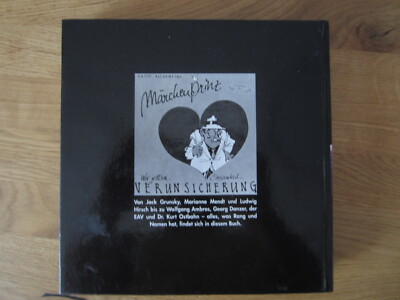 MärchenPrinz
VERUNSICHERUNG
Von Jack Grunsky, Marianne Mendt und Ludwig
Hirsch bis zu Wolfgang Ambros, Georg Danzer, der
EAV und Dr. Kurt Ostbahn – alles, was Rang und
Namen hat, findet sich in diesem Buch.